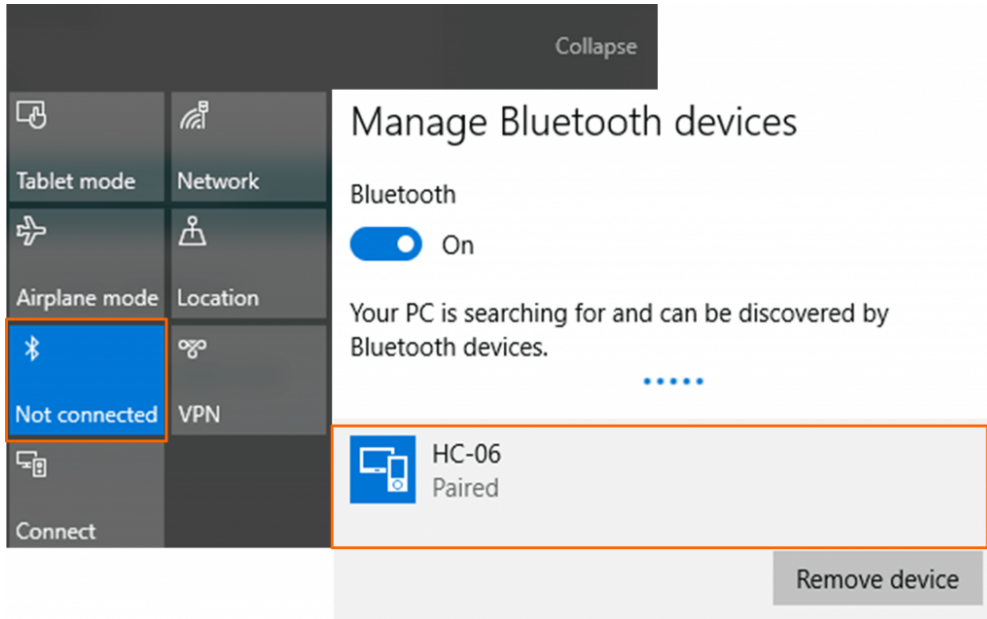 Collapse
Tablet mode
Network
Airplane mode
Location
Not connected
VPN
Connect
Manage Bluetooth devices
Bluetooth
On
Your PC is searching for and can be discovered by
Bluetooth devices.
HC-06
Paired
Remove device